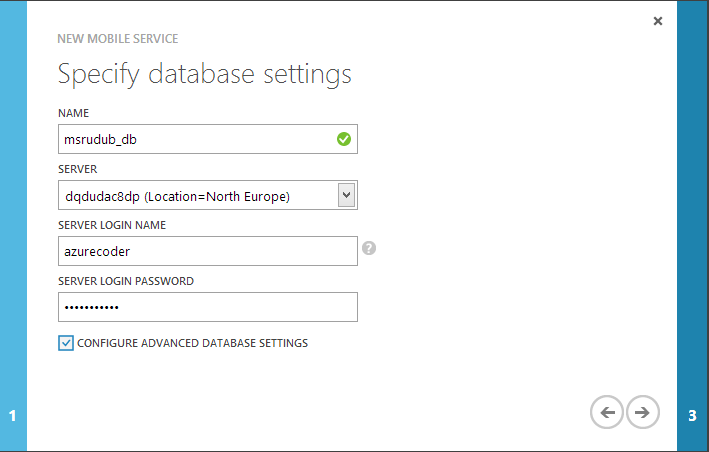 NEW MOBILE SERVICE
Specify database settings
NAME
msrudub_db
SERVER
dqdudac8dp (Location=North Europe)
SERVER LOGIN NAME
azurecoder
?
SERVER LOGIN PASSWORD
•••••••••••
CONFIGURE ADVANCED DATABASE SETTINGS
1
3